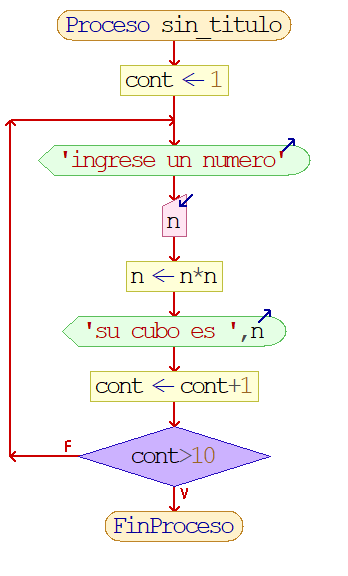 Proceso sin_titulo
cont ← 1
'ingrese un numero'
n
n ← n*n
'su cubo es ',n
cont ← cont+1
F
cont>10
V
FinProceso